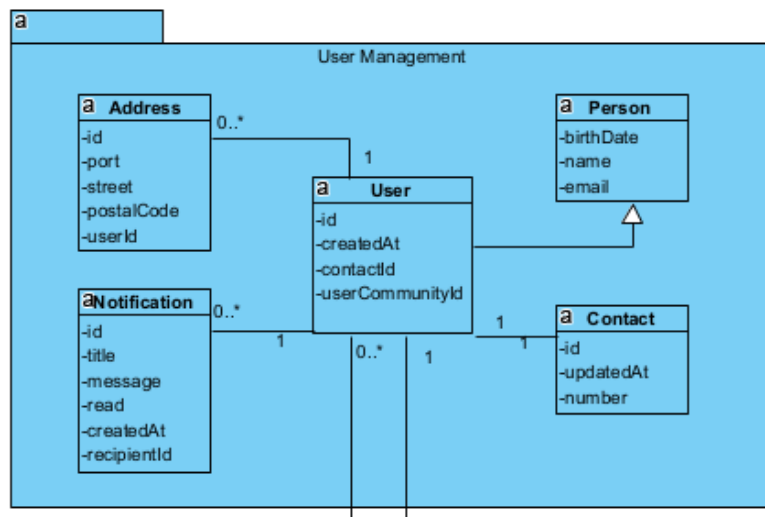 a
User Management
a Address
-id
-port
-street
-postalCode
-userId
0..*
1
a Person
-birthDate
-name
-email
a User
-id
-createdAt
-contactId
-userCommunityId
a Notification
-id
-title
-message
-read
-createdAt
-recipientId
0..*
1
0..*
1
1
1
a Contact
-id
-updatedAt
-number